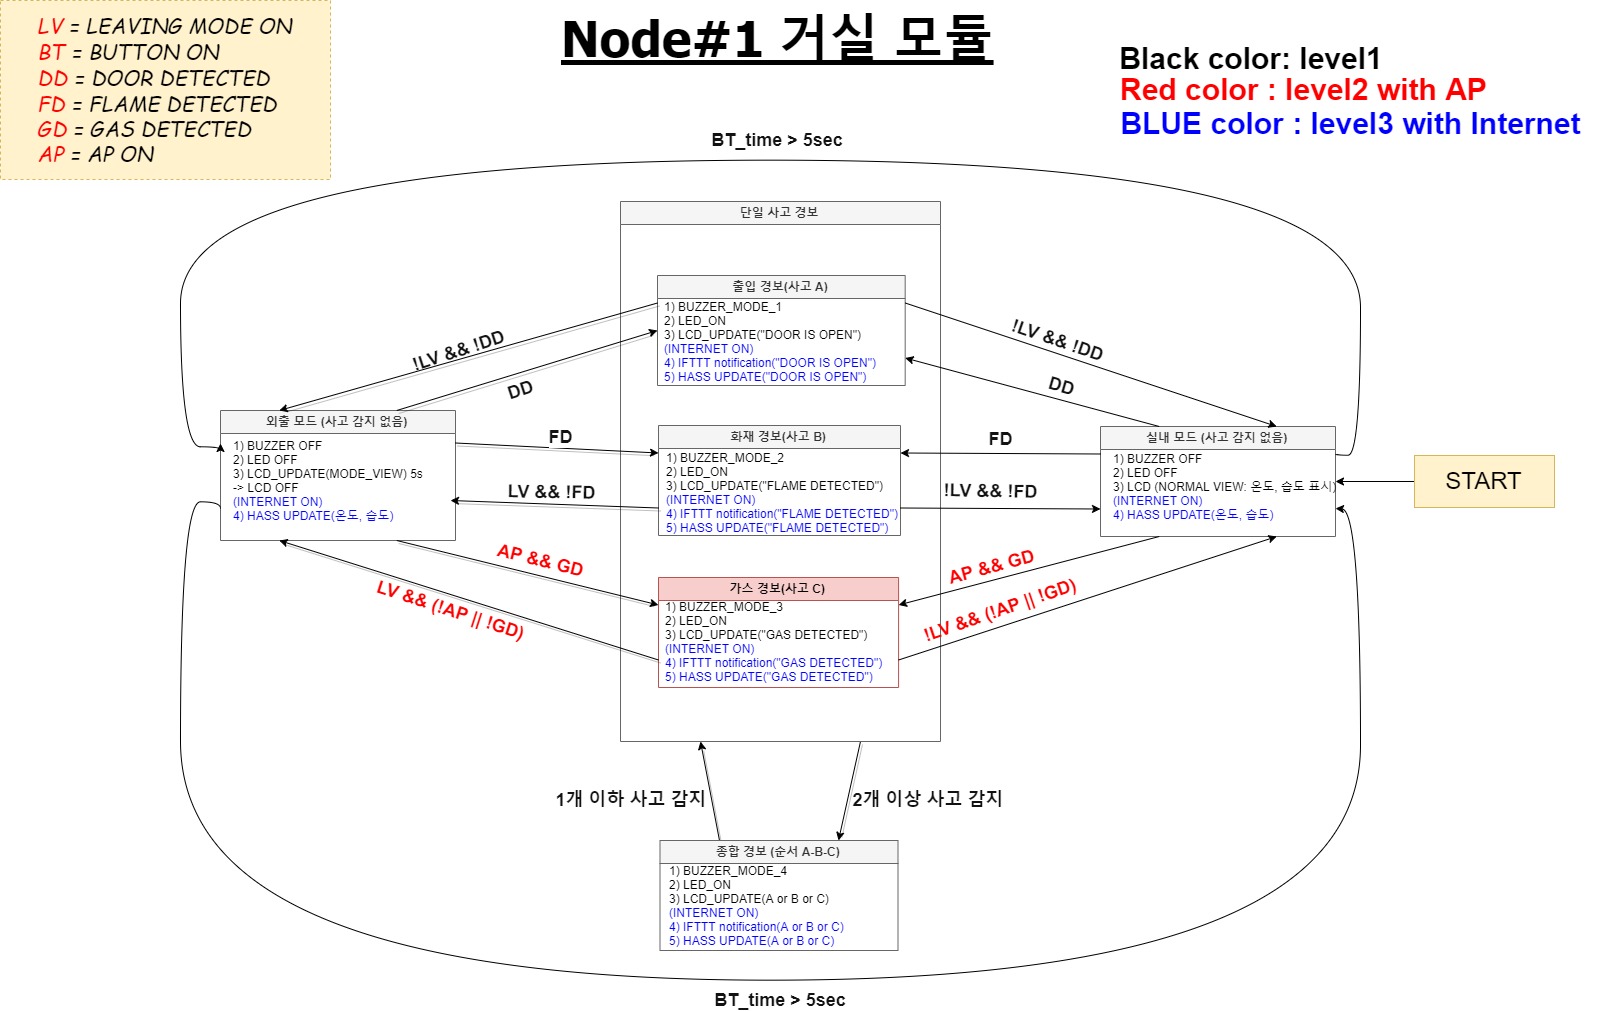 LV = LEAVING MODE ON
BT = BUTTON ON
DD = DOOR DETECTED
FD = FLAME DETECTED
GD = GAS DETECTED
AP = AP ON
Node#1 거실 모듈
Black color: level1
Red color : level2 with AP
BLUE color : level3 with Internet
BT_time > 5sec
단일 사고 경보
출입 경보(사고 A)
1) BUZZER_MODE_1
2) LED_ON
3) LCD_UPDATE("DOOR IS OPEN")
(INTERNET ON)
4) IFTTT notification("DOOR IS OPEN")
5) HASS UPDATE("DOOR IS OPEN")
!LV && !DD
DD
!LV && !DD
DD
외출 모드 (사고 감지 없음)
1) BUZZER OFF
2) LED OFF
3) LCD_UPDATE(MODE_VIEW) 5s
-> LCD OFF
(INTERNET ON)
4) HASS UPDATE(온도, 습도)
FD
LV && !FD
화재 경보(사고 B)
1) BUZZER_MODE_2
2) LED_ON
3) LCD_UPDATE("FLAME DETECTED")
(INTERNET ON)
4) IFTTT notification("FLAME DETECTED")
5) HASS UPDATE("FLAME DETECTED")
FD
!LV && !FD
실내 모드 (사고 감지 없음)
1) BUZZER OFF
2) LED OFF
3) LCD (NORMAL VIEW: 온도, 습도 표시)
(INTERNET ON)
4) HASS UPDATE(온도, 습도)
START
AP && GD
LV && (!AP || !GD)
가스 경보(사고 C)
1) BUZZER_MODE_3
2) LED_ON
3) LCD_UPDATE("GAS DETECTED")
(INTERNET ON)
4) IFTTT notification("GAS DETECTED")
5) HASS UPDATE("GAS DETECTED")
AP && GD
!LV && (!AP || !GD)
1개 이하 사고 감지
2개 이상 사고 감지
종합 경보 (순서 A-B-C)
1) BUZZER_MODE_4
2) LED_ON
3) LCD_UPDATE(A or B or C)
(INTERNET ON)
4) IFTTT notification(A or B or C)
5) HASS UPDATE(A or B or C)
BT_time > 5sec